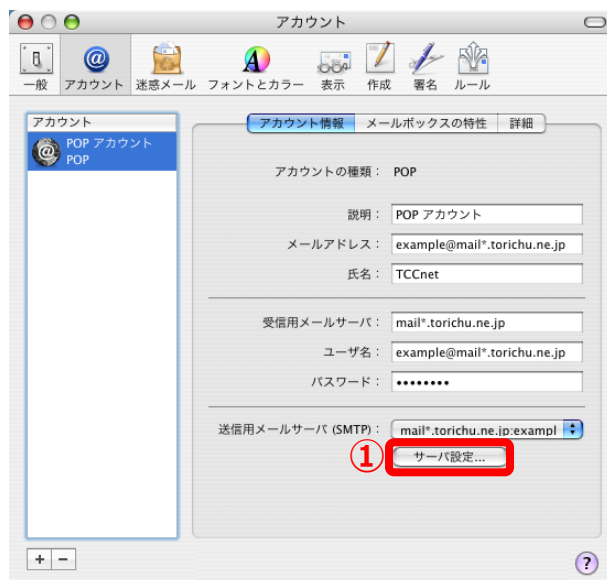 アカウント
一般 アカウント 迷惑メール フォントとカラー 表示 作成 署名 ルール
アカウント
POP アカウント
POP
アカウント情報 メールボックスの特性 詳細
アカウントの種類： POP
説明： POP アカウント
メールアドレス： example@mail*.torichu.ne.jp
氏名： TCCnet
受信用メールサーバ： mail*.torichu.ne.jp
ユーザ名： example@mail*.torichu.ne.jp
パスワード： ••••••••
送信用メールサーバ (SMTP)： mail*.torichu.ne.jp:exampl
① サーバ設定...
+ − ?